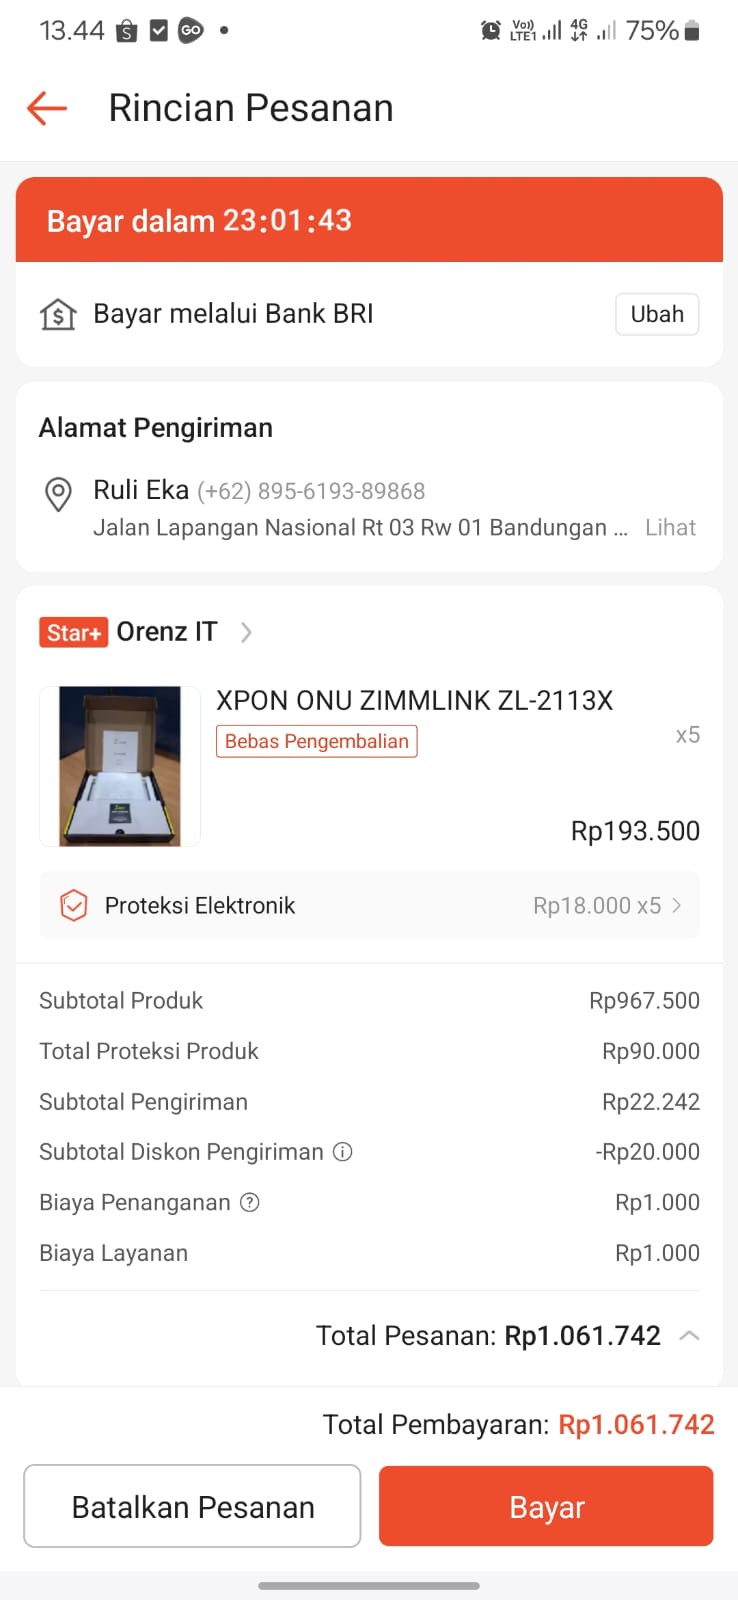 13.44
GO
Vo))
LTE1
4G
75%
Rincian Pesanan
Bayar dalam 23:01:43
Bayar melalui Bank BRI
Ubah
Alamat Pengiriman
Ruli Eka (+62) 895-6193-89868
Jalan Lapangan Nasional Rt 03 Rw 01 Bandungan ... Lihat
Star+ Orenz IT
XPON ONU ZIMMLINK ZL-2113X
Bebas Pengembalian
x5
Rp193.500
Proteksi Elektronik Rp18.000 x5
Subtotal Produk Rp967.500
Total Proteksi Produk Rp90.000
Subtotal Pengiriman Rp22.242
Subtotal Diskon Pengiriman -Rp20.000
Biaya Penanganan Rp1.000
Biaya Layanan Rp1.000
Total Pesanan: Rp1.061.742
Total Pembayaran: Rp1.061.742
Batalkan Pesanan
Bayar